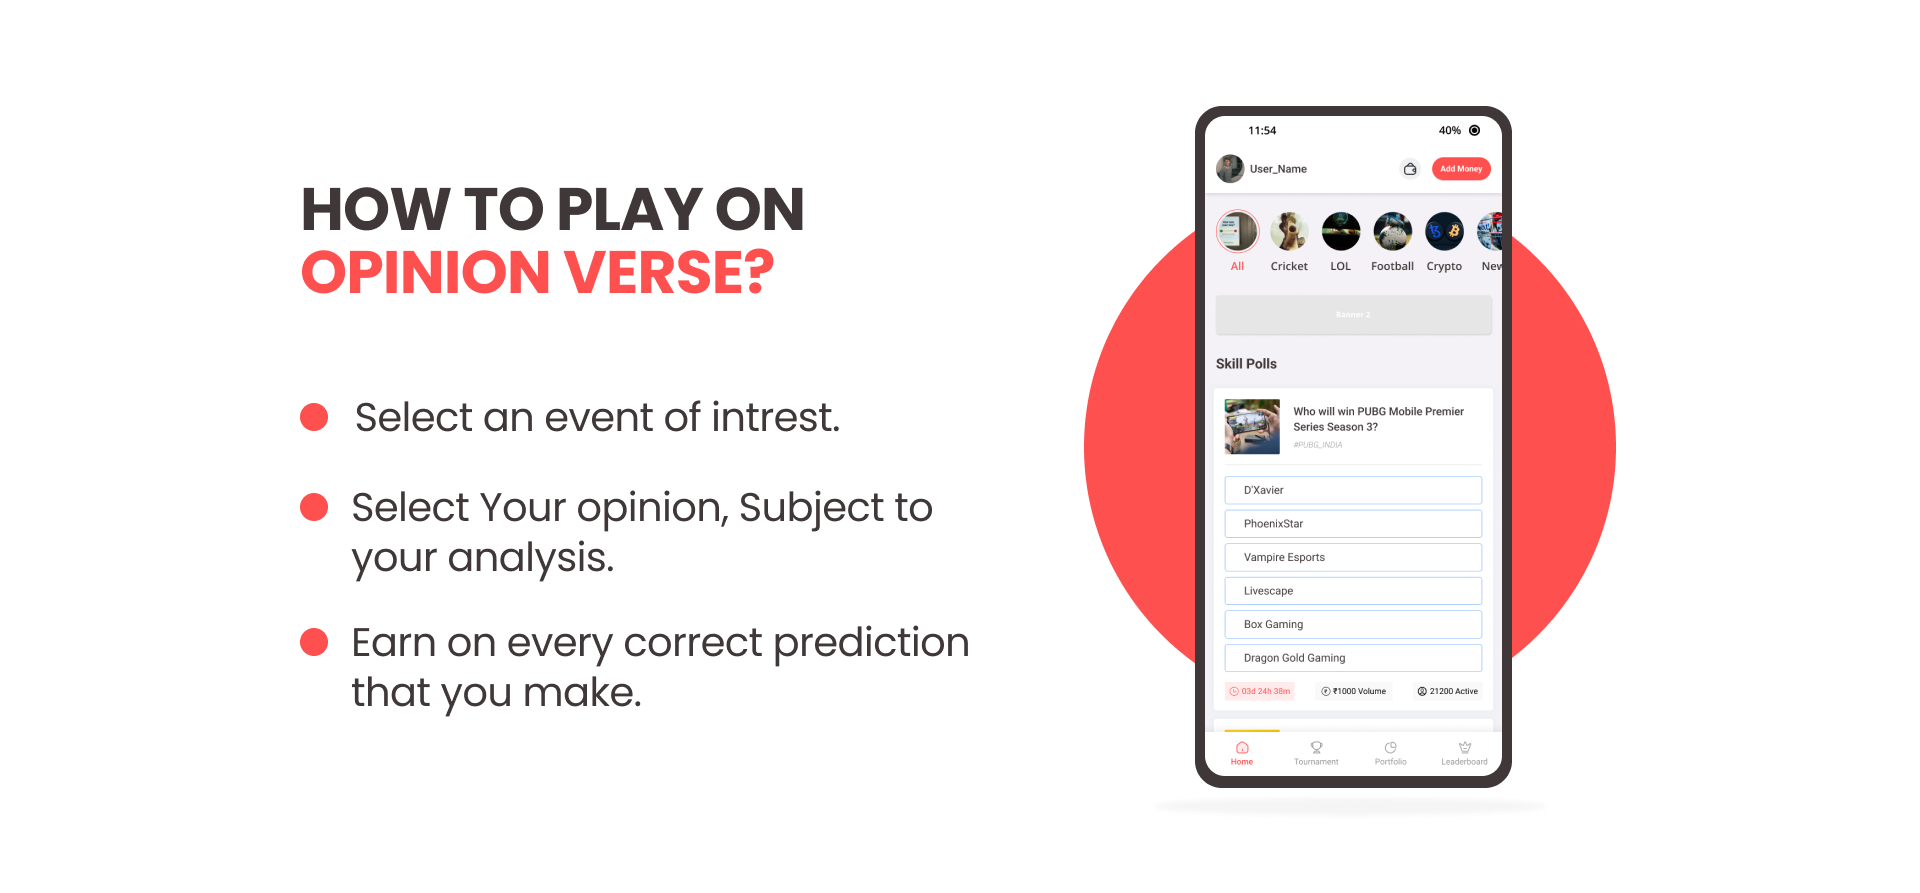 HOW TO PLAY ON
OPINION VERSE?
Select an event of intrest.
Select Your opinion, Subject to
your analysis.
Earn on every correct prediction
that you make.
11:54 40%
User_Name Add Money
All Cricket LOL Football Crypto New
Banner 2
Skill Polls
Who will win PUBG Mobile Premier
Series Season 3?
#PUBG_INDIA
D'Xavier
PhoenixStar
Vampire Esports
Livescape
Box Gaming
Dragon Gold Gaming
03d 24h 38m ₹1000 Volume 21200 Active
Home Tournament Portfolio Leaderboard